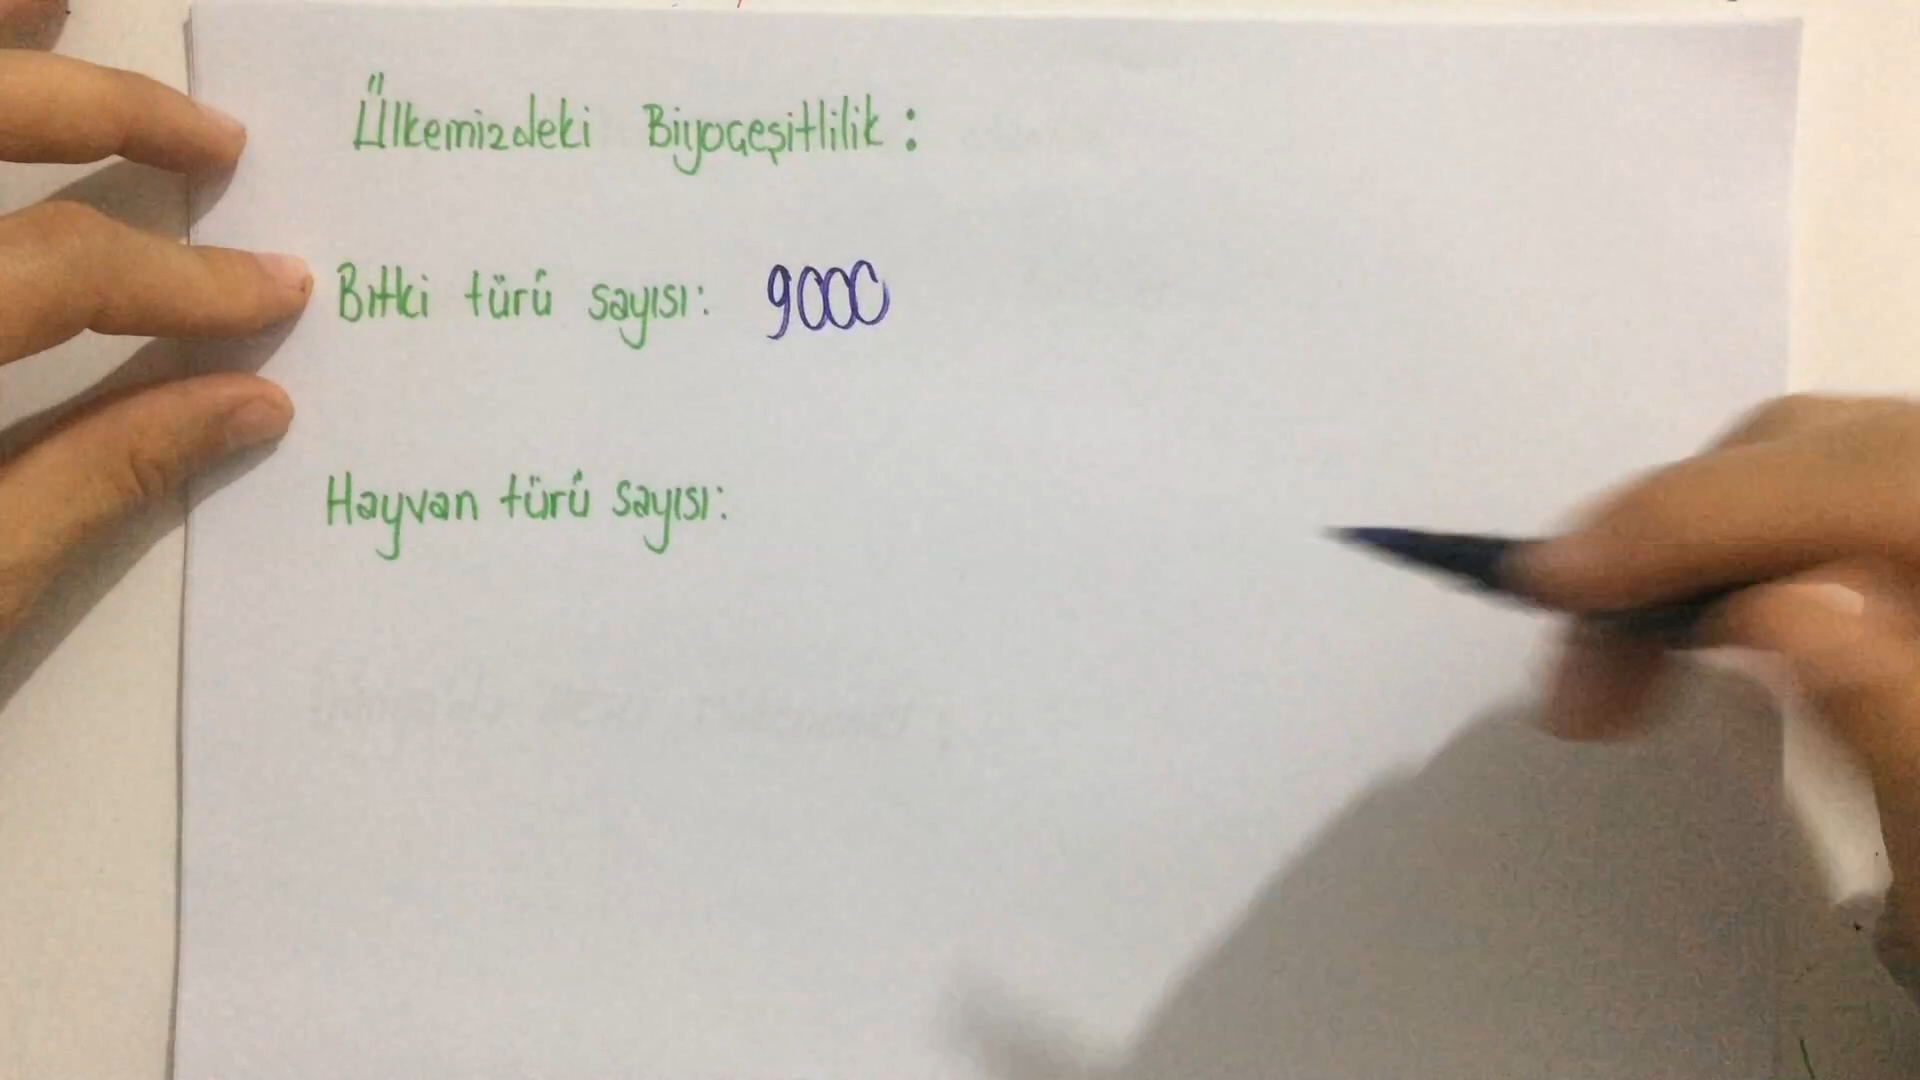 Ülkemizdeki Biyoçeşitlilik :
Bitki türü sayısı: 9000
Hayvan türü sayısı: